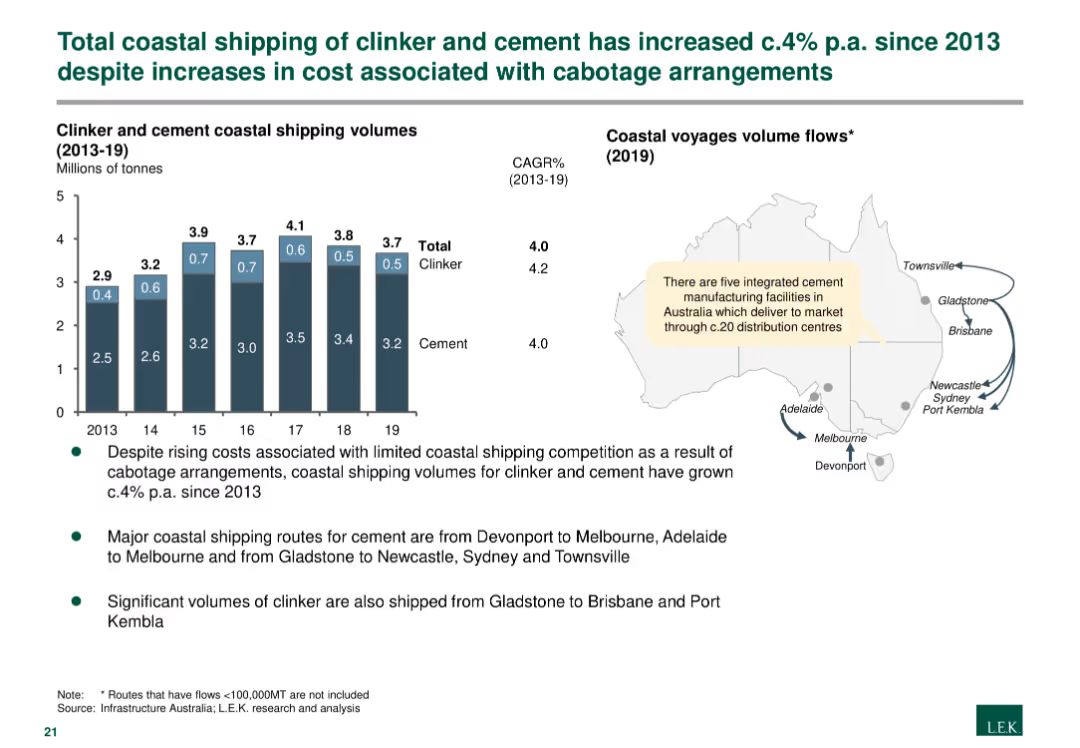 Total coastal shipping of clinker and cement has increased c.4% p.a. since 2013
despite increases in cost associated with cabotage arrangements
Clinker and cement coastal shipping volumes
(2013-19)
Millions of tonnes
CAGR%
(2013-19)
5
4
3
2
1
0
2.9
0.4
2.5
3.2
0.6
2.6
3.9
0.7
3.2
3.7
0.7
3.0
4.1
0.6
3.5
3.8
0.5
3.4
3.7
0.5
3.2
Total 4.0
Clinker 4.2
Cement 4.0
2013 14 15 16 17 18 19
Coastal voyages volume flows*
(2019)
There are five integrated cement
manufacturing facilities in
Australia which deliver to market
through c.20 distribution centres
Townsville
Gladstone
Brisbane
Newcastle
Sydney
Port Kembla
Adelaide
Melbourne
Devonport
Despite rising costs associated with limited coastal shipping competition as a result of
cabotage arrangements, coastal shipping volumes for clinker and cement have grown
c.4% p.a. since 2013
Major coastal shipping routes for cement are from Devonport to Melbourne, Adelaide
to Melbourne and from Gladstone to Newcastle, Sydney and Townsville
Significant volumes of clinker are also shipped from Gladstone to Brisbane and Port
Kembla
Note: * Routes that have flows <100,000MT are not included
Source: Infrastructure Australia; L.E.K. research and analysis
21
L.E.K.